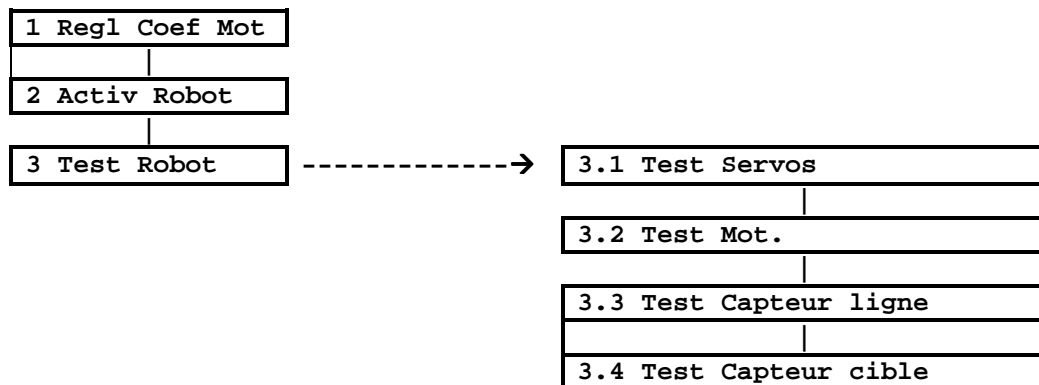 1 Regl Coef Mot
2 Activ Robot
3 Test Robot
3.1 Test Servos
3.2 Test Mot.
3.3 Test Capteur ligne
3.4 Test Capteur cible